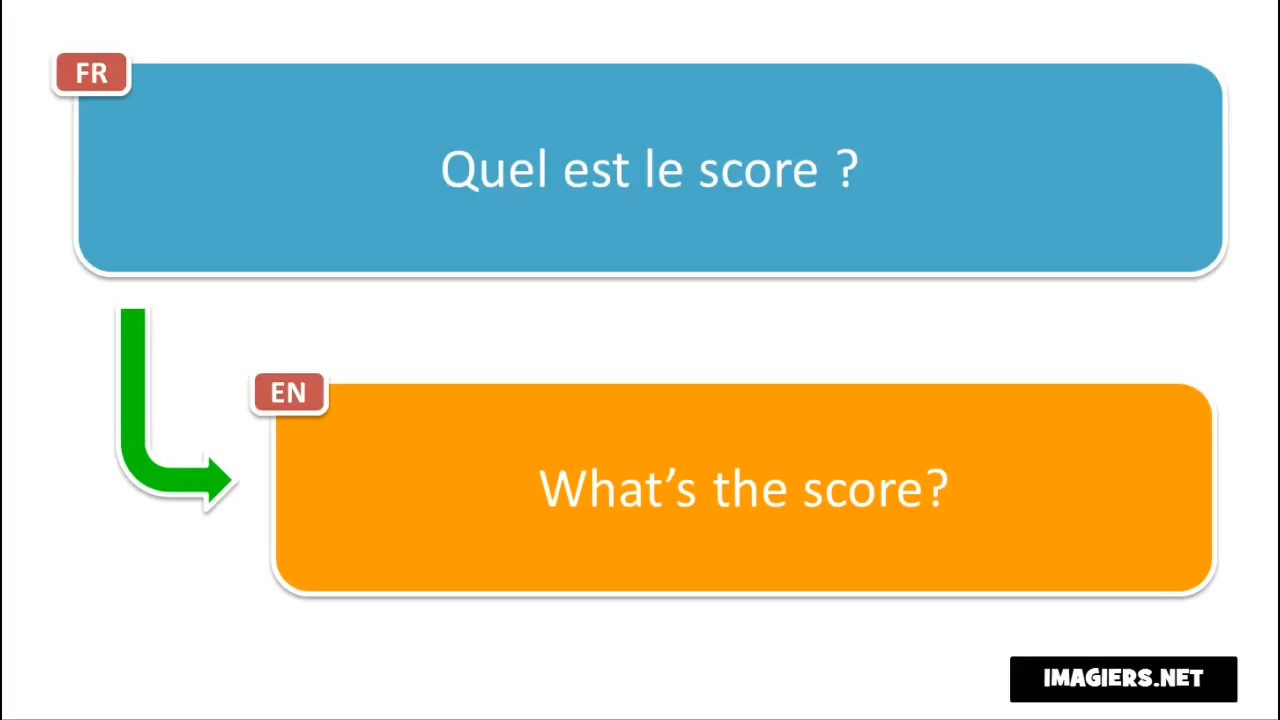 FR
Quel est le score ?
EN
What’s the score?
IMAGIERS.NET